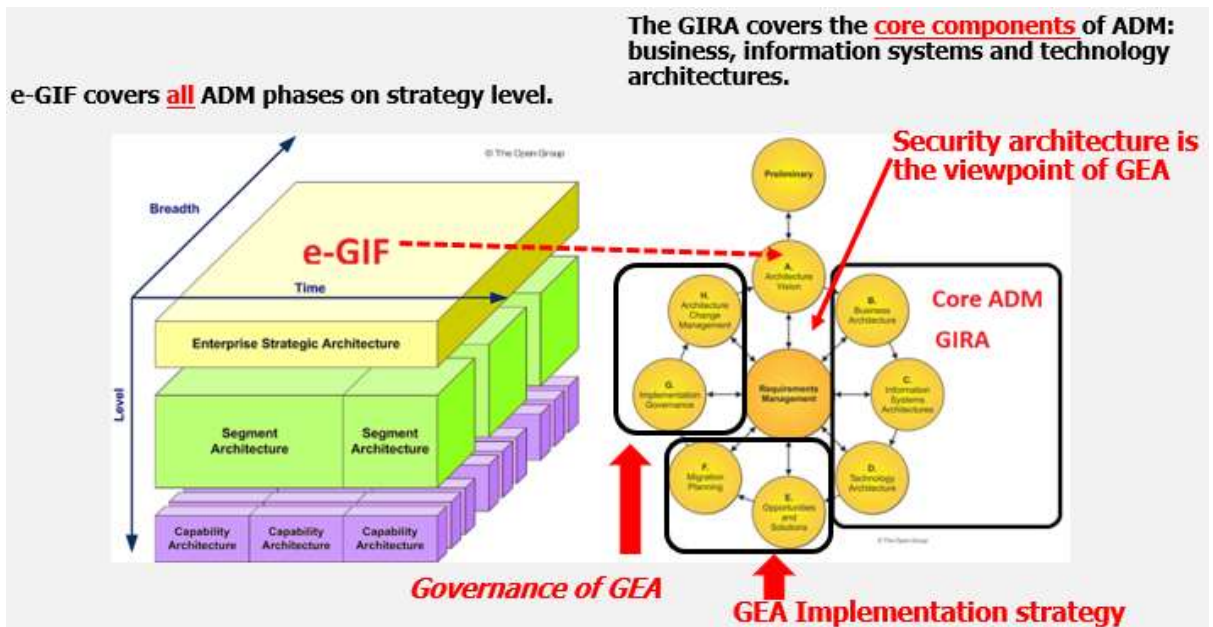 The GIRA covers the core components of ADM:
business, information systems and technology
architectures.
e-GIF covers all ADM phases on strategy level.
© The Open Group
Security architecture is
the viewpoint of GEA
Breadth
e-GIF
Time
Level
Enterprise Strategic Architecture
Segment
Architecture
Segment
Architecture
Capability
Architecture
Capability
Architecture
Capability
Architecture
Preliminary
A.
Architecture
Vision
H.
Architecture
Change
Management
B.
Business
Architecture
Core ADM
GIRA
G.
Implementation
Governance
Requirements
Management
C.
Information
Systems
Architectures
F.
Migration
Planning
E.
Opportunities
and
Solutions
D.
Technology
Architecture
© The Open Group
Governance of GEA
GEA Implementation strategy